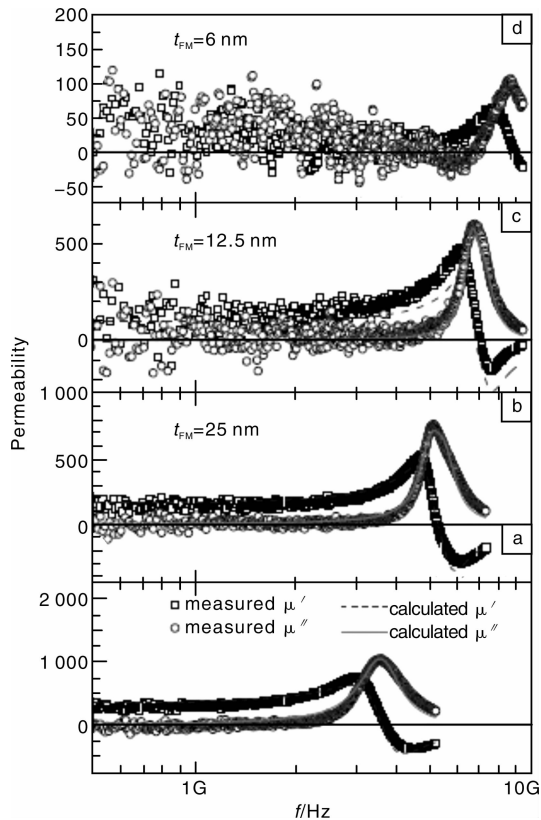 200
d
t_FM=6 nm
150
100
50
0
−50
c
t_FM=12.5 nm
500
0
1 000
b
t_FM=25 nm
500
0
a
2 000
measured μ′
calculated μ′
measured μ″
calculated μ″
1 000
0
1G
10G
f/Hz
Permeability